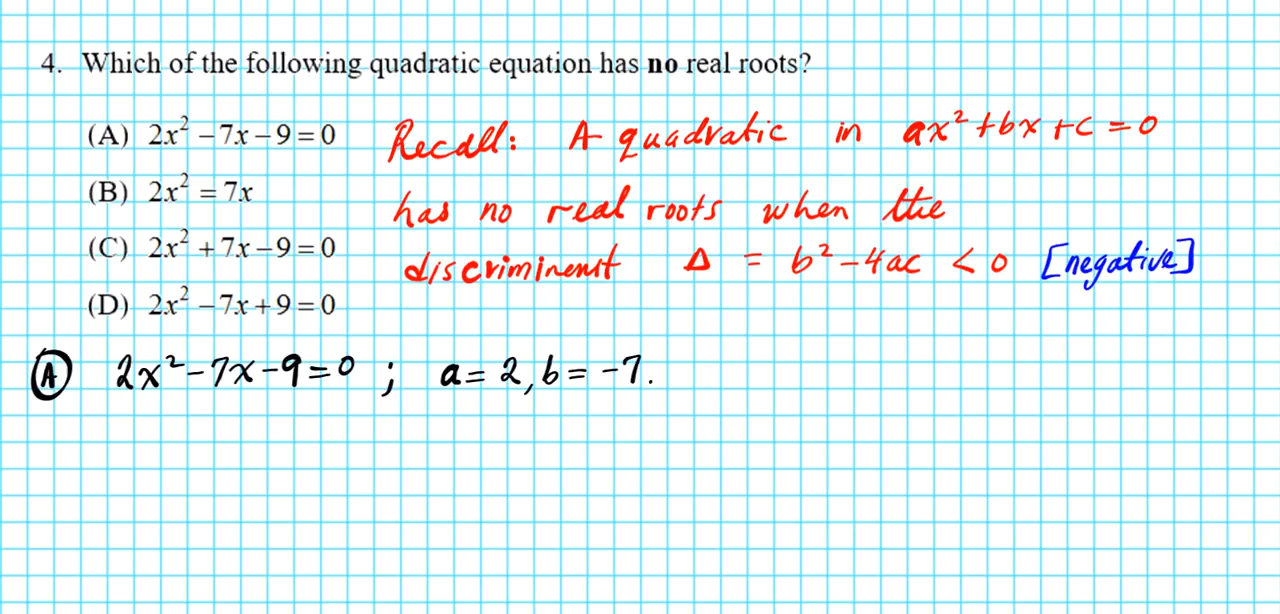 4. Which of the following quadratic equation has no real roots?
(A) 2x² − 7x − 9 = 0
Recall: A quadratic in ax² + bx + c = 0
(B) 2x² = 7x
has no real roots when the
(C) 2x² + 7x − 9 = 0
discriminent Δ = b² − 4ac < 0 [negative]
(D) 2x² − 7x + 9 = 0
(A) 2x² − 7x − 9 = 0 ; a = 2, b = −7.